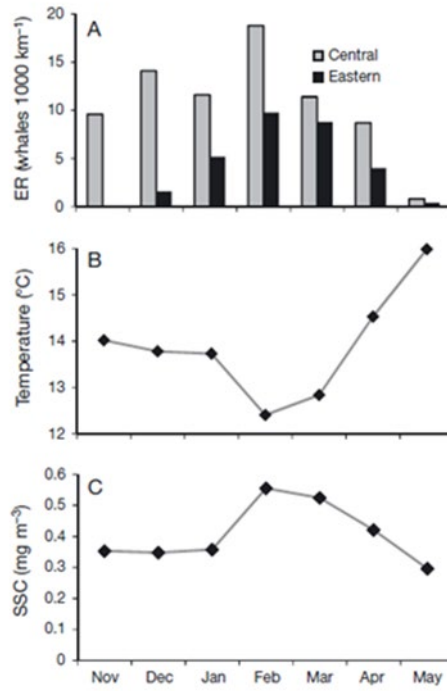 A
ER (whales 1000 km⁻¹)
20
15
10
5
0
Central
Eastern
B
Temperature (°C)
16
15
14
13
12
C
SSC (mg m⁻³)
0.6
0.5
0.4
0.3
0.2
0.1
0
Nov Dec Jan Feb Mar Apr May